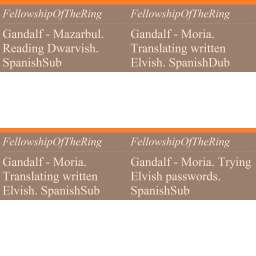 FellowshipOfTheRing
Gandalf - Mazarbul.
Reading Dwarvish.
SpanishSub
FellowshipOfTheRing
Gandalf - Moria.
Translating written
Elvish. SpanishDub
FellowshipOfTheRing
Gandalf - Moria.
Translating written
Elvish. SpanishSub
FellowshipOfTheRing
Gandalf - Moria. Trying
Elvish passwords.
SpanishSub